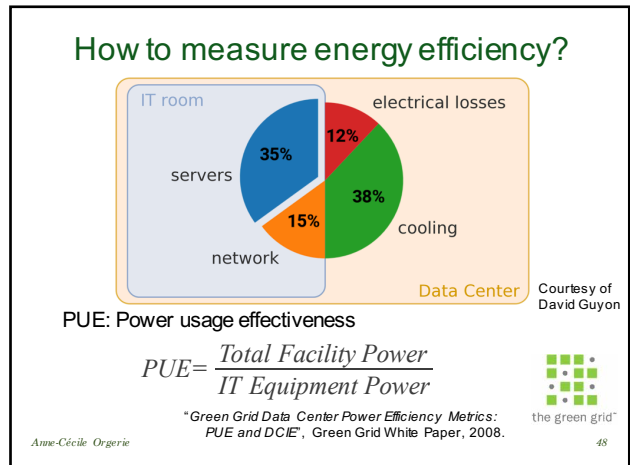 How to measure energy efficiency?
IT room
electrical losses
12%
35%
servers
38%
15%
cooling
network
Data Center
Courtesy of
David Guyon
PUE: Power usage effectiveness
PUE= Total Facility Power
IT Equipment Power
the green grid™
“Green Grid Data Center Power Efficiency Metrics:
PUE and DCIE”, Green Grid White Paper, 2008.
Anne-Cécile Orgerie
48